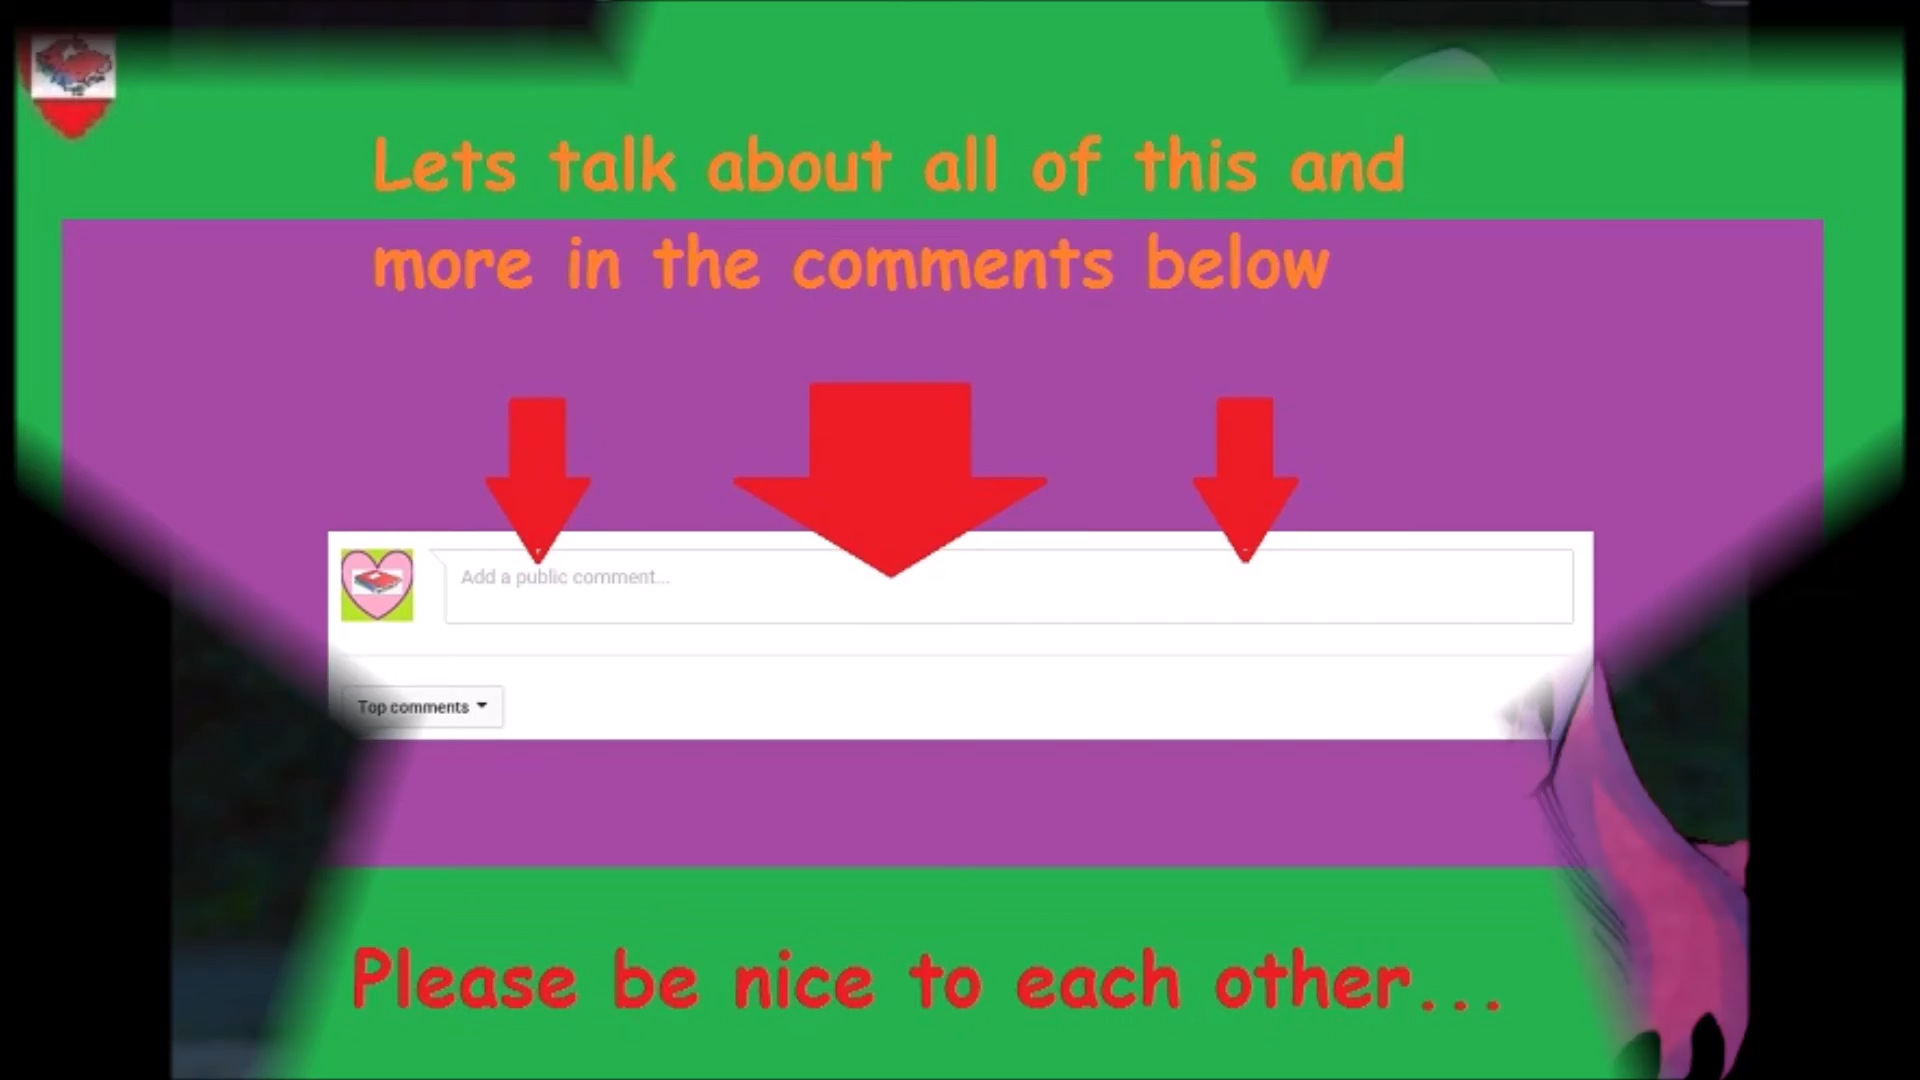 Lets talk about all of this and
more in the comments below
Add a public comment...
Top comments
Please be nice to each other...